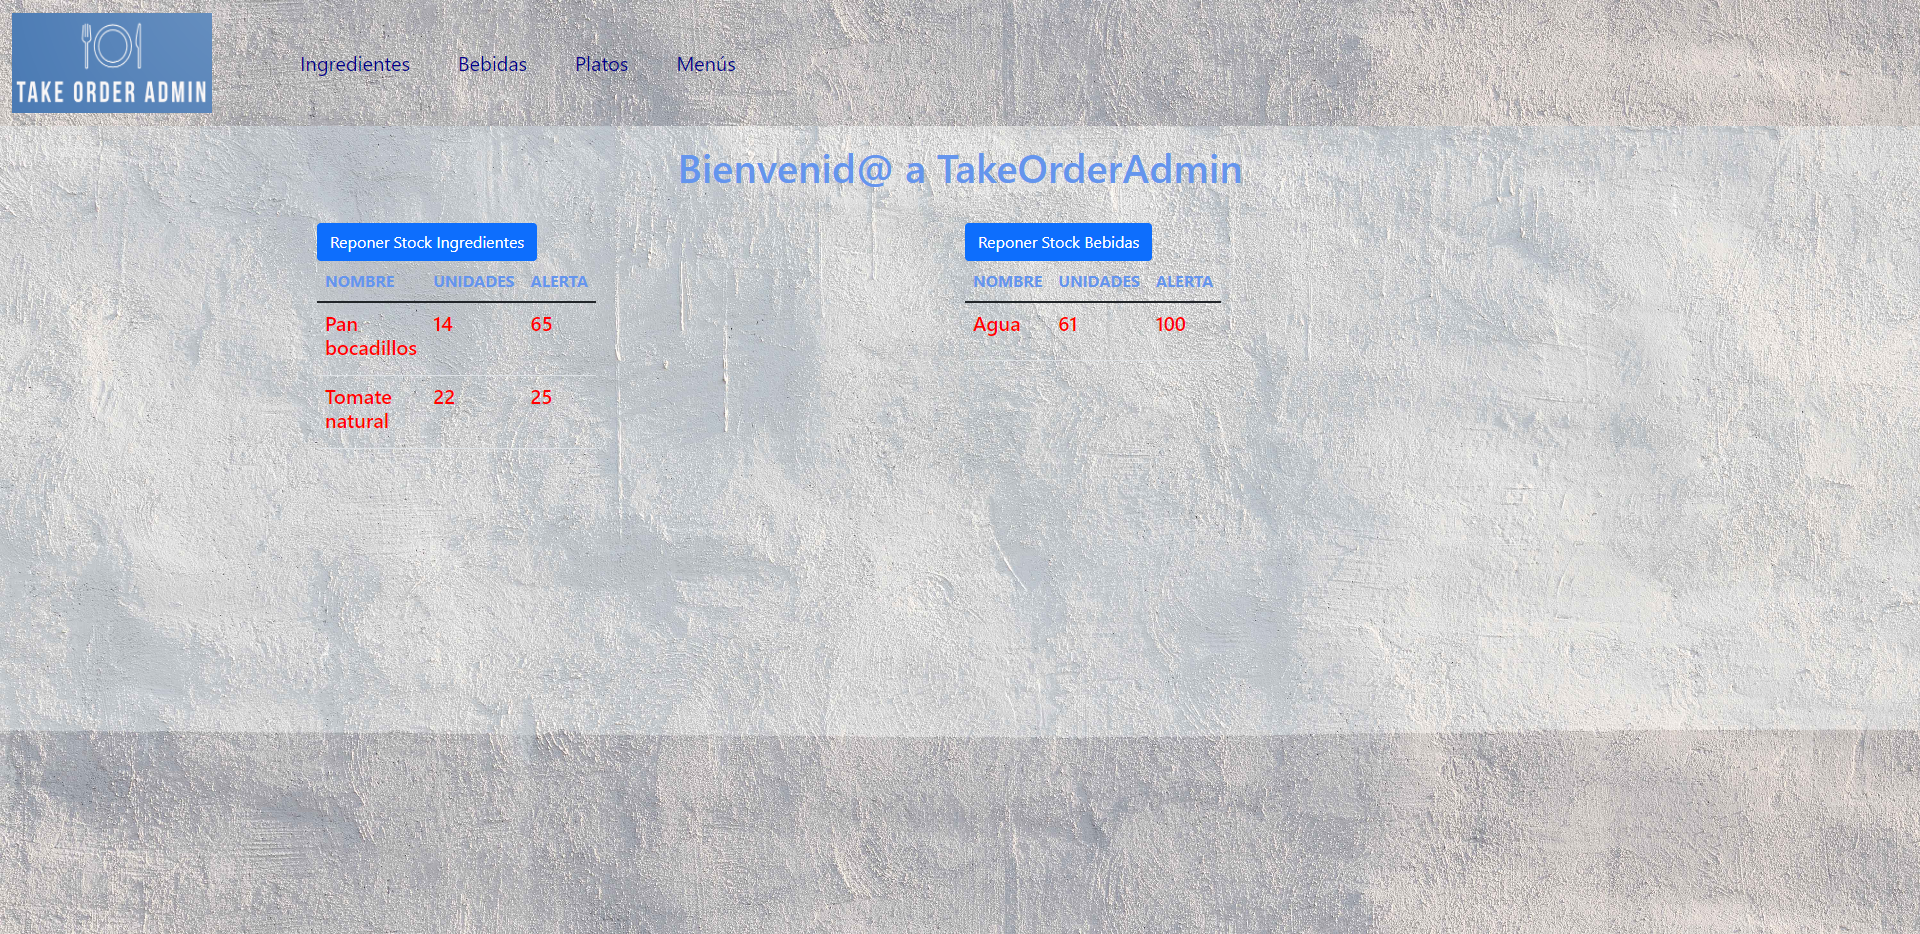 TAKE ORDER ADMIN
Ingredientes Bebidas Platos Menús
Bienvenid@ a TakeOrderAdmin
Reponer Stock Ingredientes
NOMBRE UNIDADES ALERTA
Pan 14 65
bocadillos
Tomate 22 25
natural
Reponer Stock Bebidas
NOMBRE UNIDADES ALERTA
Agua 61 100